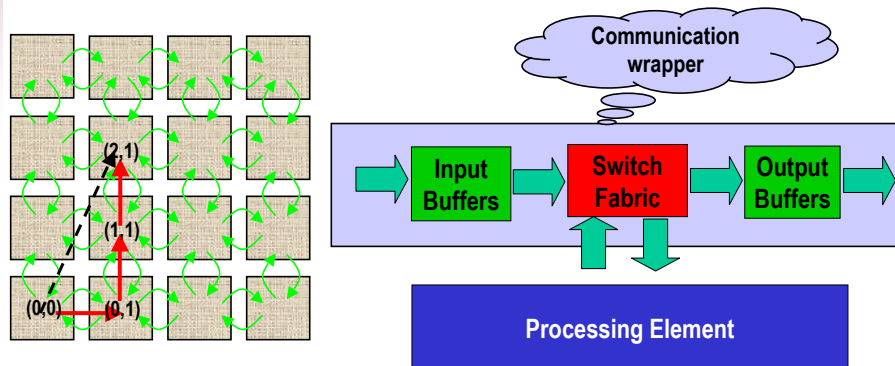 Communication
wrapper
(2,1)
Input
Buffers
Switch
Fabric
Output
Buffers
(1,1)
(0,0)
(0,1)
Processing Element